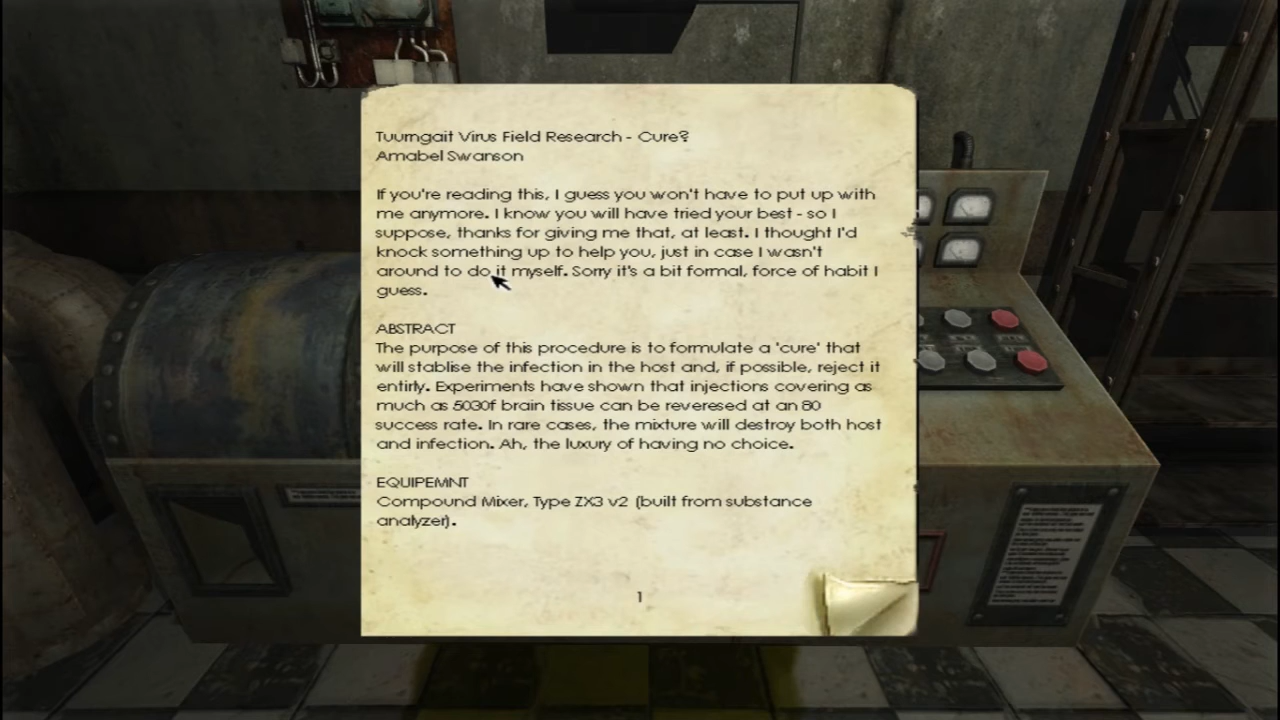 Tuurngait Virus Field Research - Cure?
Amabel Swanson
If you're reading this, I guess you won't have to put up with
me anymore. I know you will have tried your best - so I
suppose, thanks for giving me that, at least. I thought I'd
knock something up to help you, just in case I wasn't
around to do it myself. Sorry it's a bit formal, force of habit I
guess.
ABSTRACT
The purpose of this procedure is to formulate a 'cure' that
will stablise the infection in the host and, if possible, reject it
entirly. Experiments have shown that injections covering as
much as 5030f brain tissue can be reveresed at an 80
success rate. In rare cases, the mixture will destroy both host
and infection. Ah, the luxury of having no choice.
EQUIPEMNT
Compound Mixer, Type ZX3 v2 (built from substance
analyzer).
1